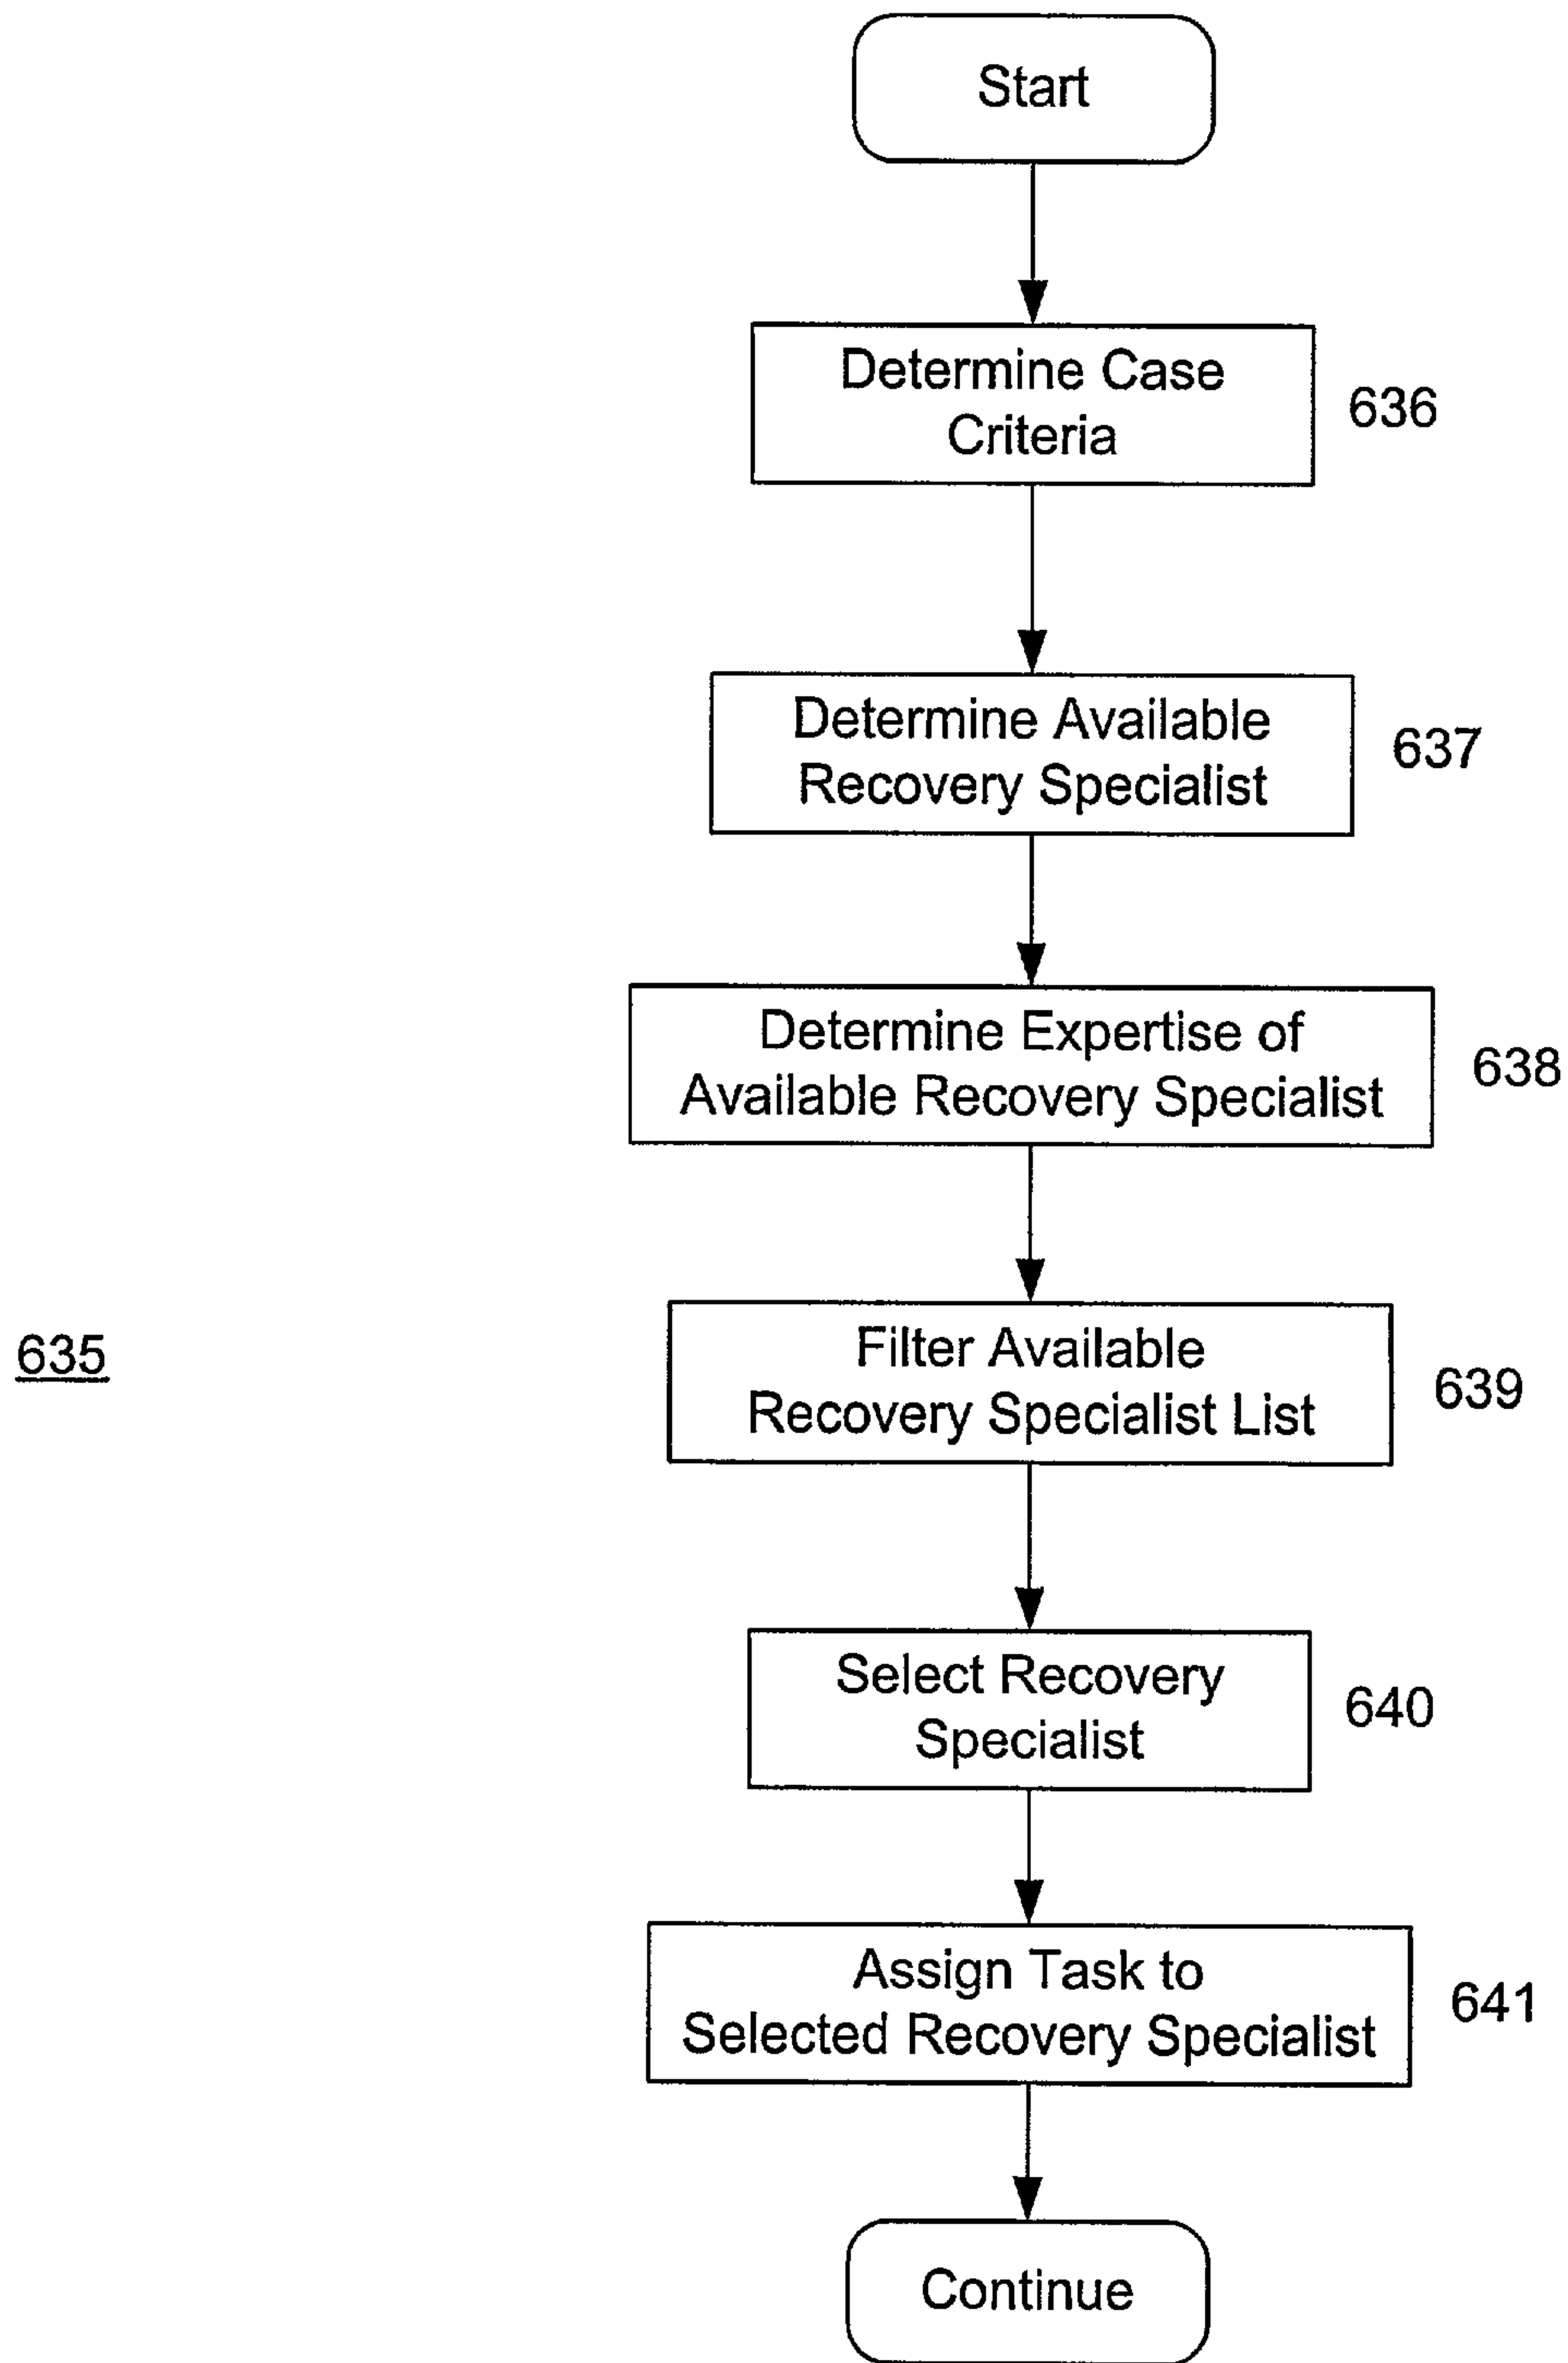 Start
Determine Case
Criteria
636
Determine Available
Recovery Specialist
637
Determine Expertise of
Available Recovery Specialist
638
635
Filter Available
Recovery Specialist List
639
Select Recovery
Specialist
640
Assign Task to
Selected Recovery Specialist
641
Continue